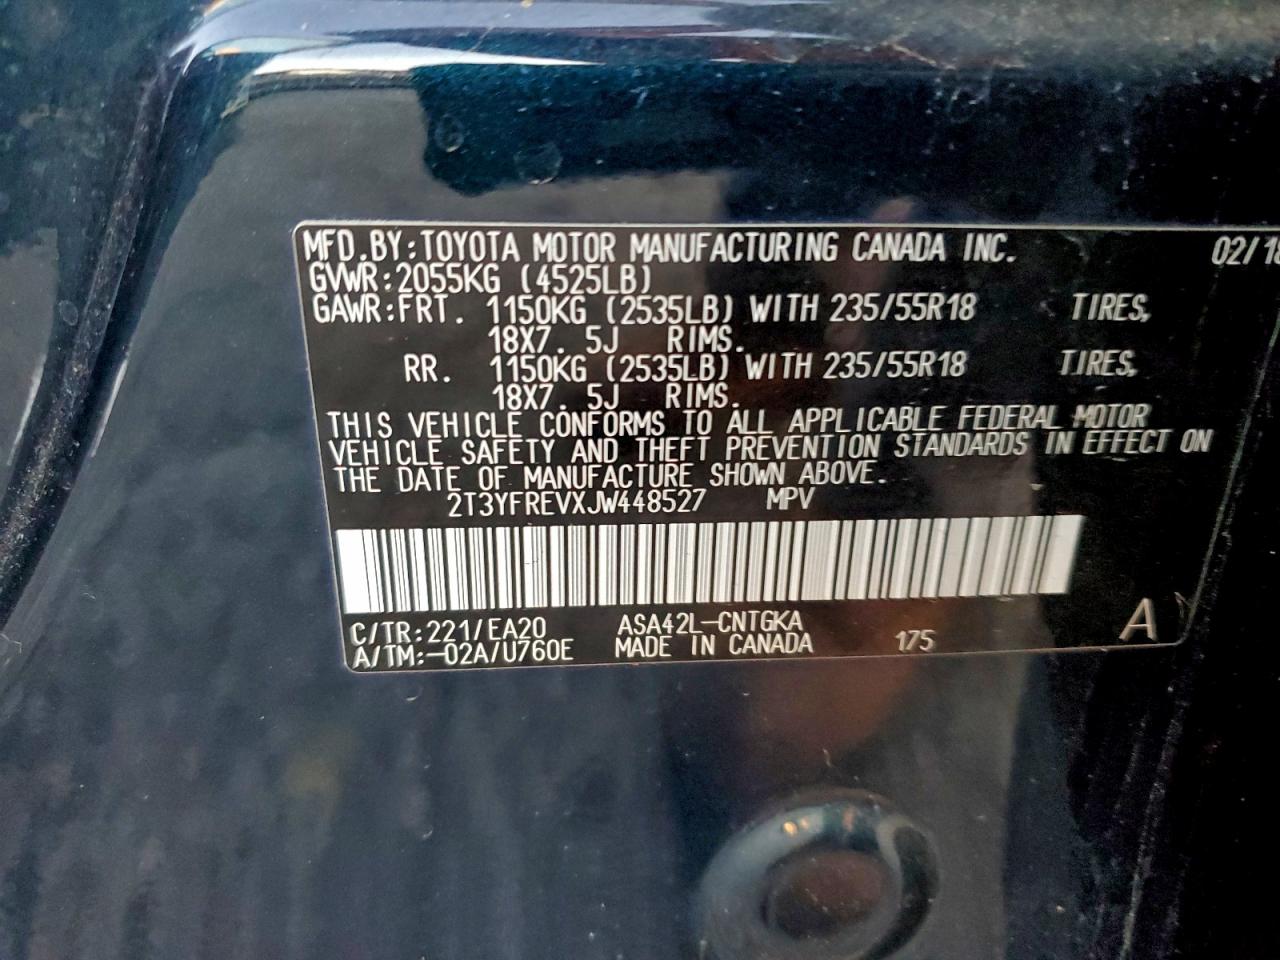 MFD.BY:TOYOTA MOTOR MANUFACTURING CANADA INC. 02/18
GVWR:2055KG (4525LB)
GAWR:FRT. 1150KG (2535LB) WITH 235/55R18 TIRES,
18X7.5J RIMS.
RR. 1150KG (2535LB) WITH 235/55R18 TIRES,
18X7.5J RIMS.
THIS VEHICLE CONFORMS TO ALL APPLICABLE FEDERAL MOTOR
VEHICLE SAFETY AND THEFT PREVENTION STANDARDS IN EFFECT ON
THE DATE OF MANUFACTURE SHOWN ABOVE.
2T3YFREVXJW448527 MPV
C/TR:221/EA20 ASA42L-CNTGKA A
A/TM:-02A/U760E MADE IN CANADA 175